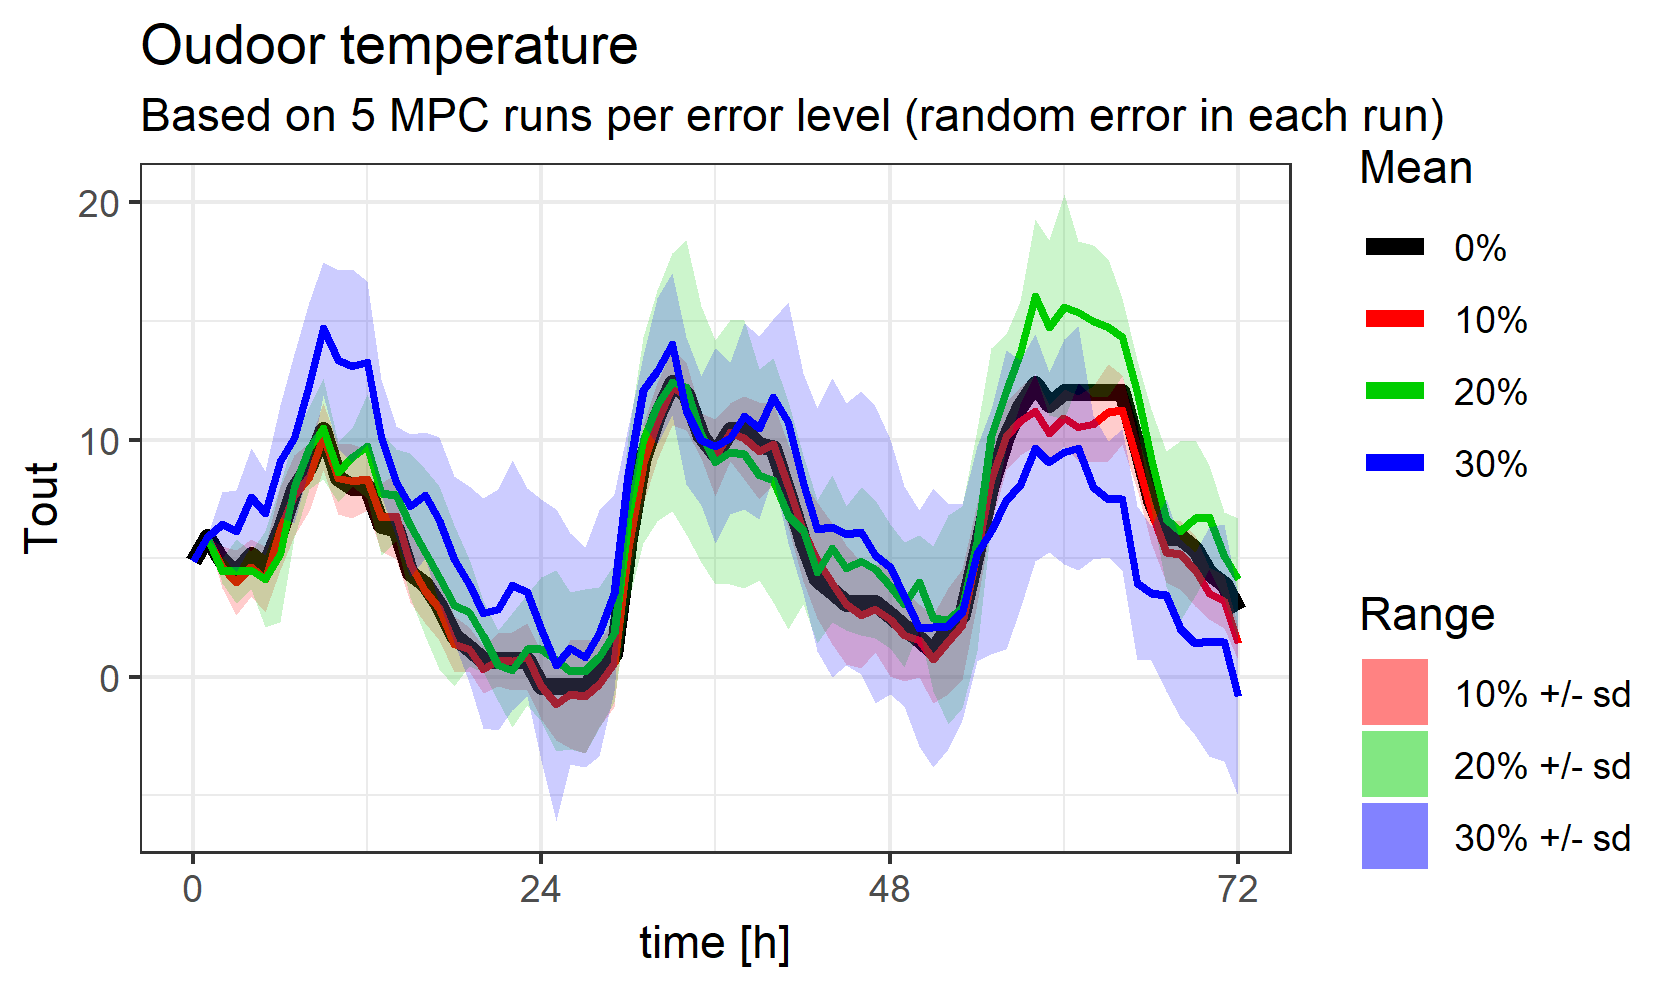 Oudoor temperature
Based on 5 MPC runs per error level (random error in each run)
Mean
0%
10%
20%
30%
Range
10% +/- sd
20% +/- sd
30% +/- sd
Tout
20
10
0
0
24
48
72
time [h]